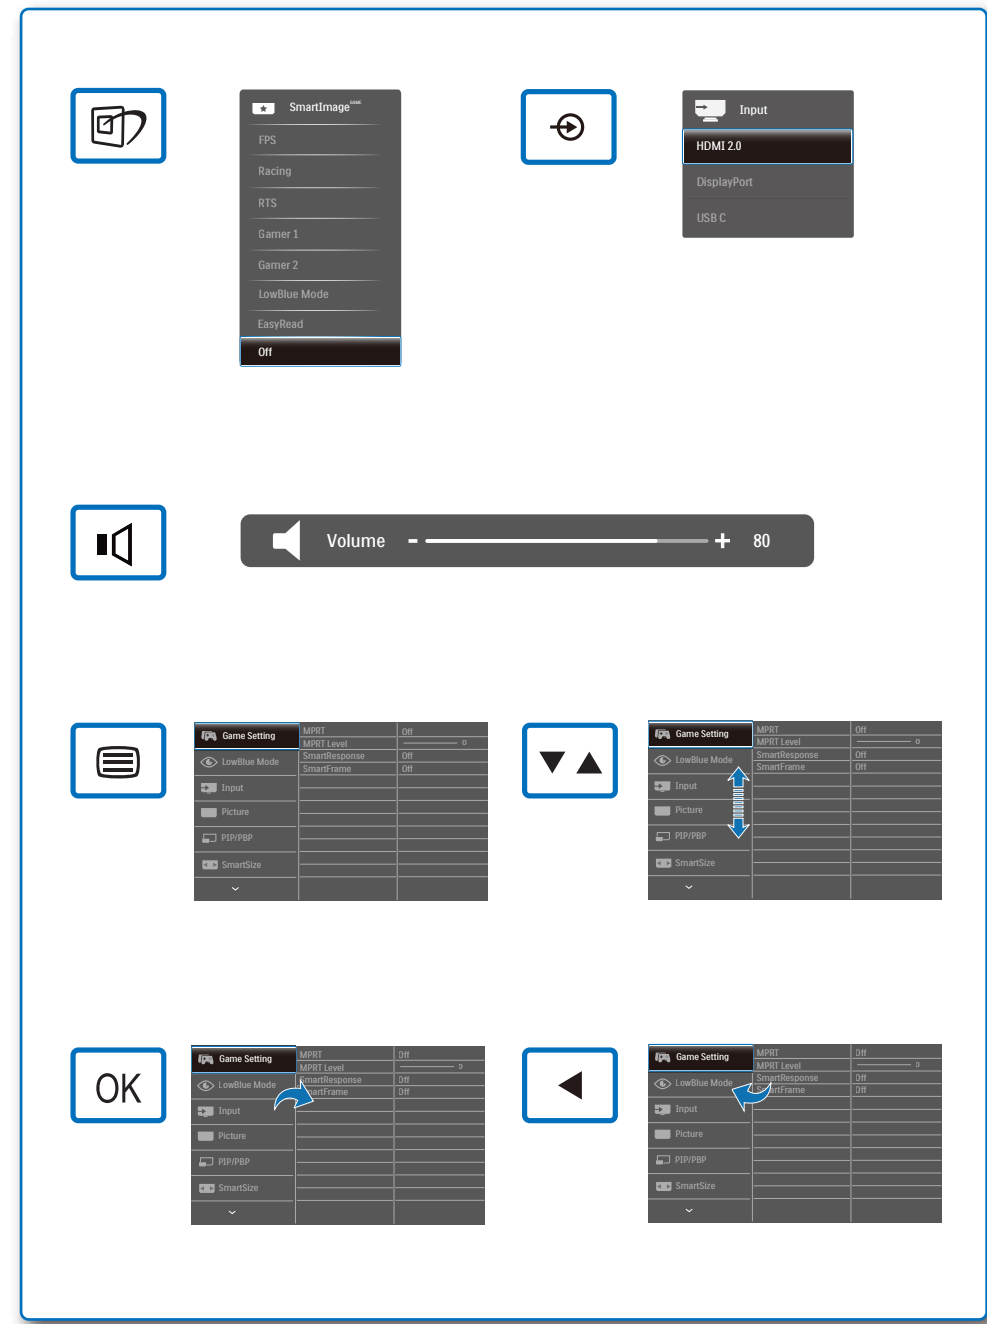 SmartImage GAME
FPS
Racing
RTS
Gamer 1
Gamer 2
LowBlue Mode
EasyRead
Off
Input
HDMI 2.0
DisplayPort
USB C
Volume - + 80
Game Setting
LowBlue Mode
Input
Picture
PIP/PBP
SmartSize
MPRT Off
MPRT Level 0
SmartResponse Off
SmartFrame Off
Game Setting
LowBlue Mode
Input
Picture
PIP/PBP
SmartSize
MPRT Off
MPRT Level 0
SmartResponse Off
SmartFrame Off
OK
Game Setting
LowBlue Mode
Input
Picture
PIP/PBP
SmartSize
MPRT Off
MPRT Level 0
SmartResponse Off
SmartFrame Off
Game Setting
LowBlue Mode
Input
Picture
PIP/PBP
SmartSize
MPRT Off
MPRT Level 0
SmartResponse Off
SmartFrame Off